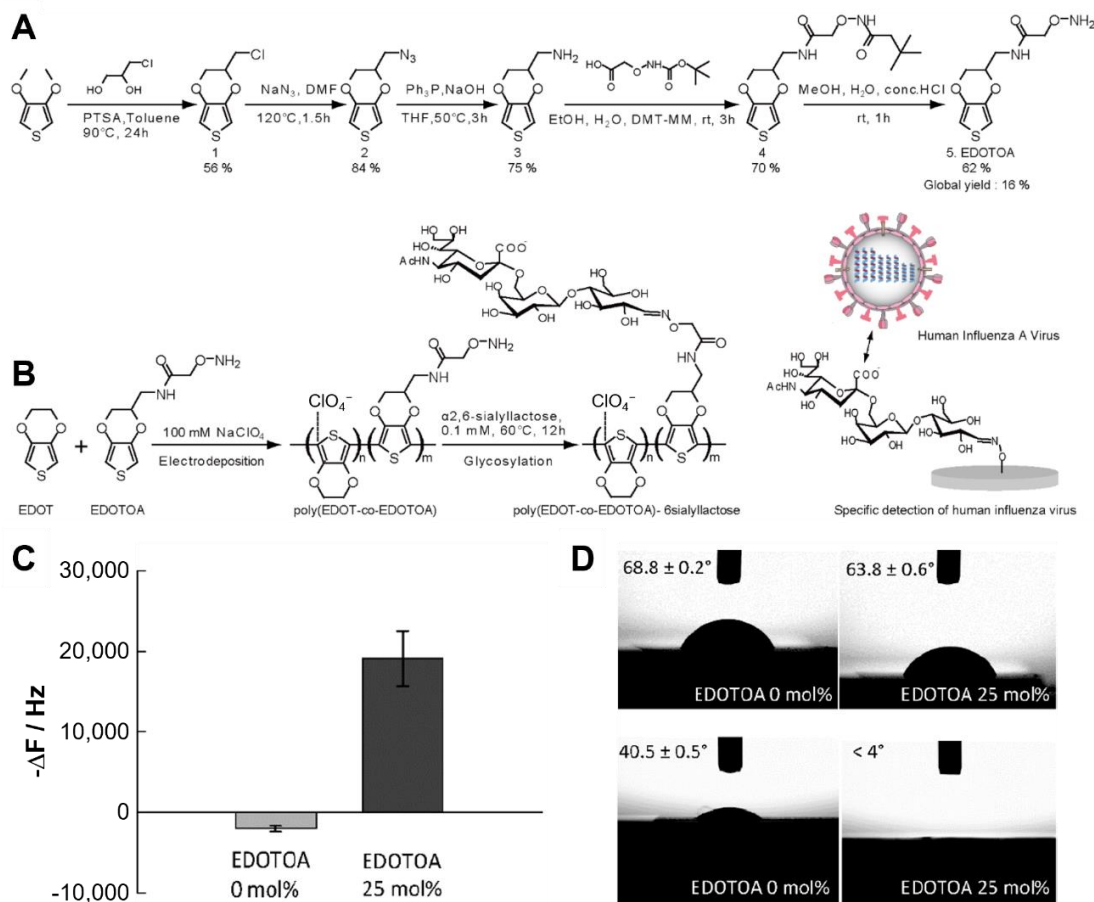 A
Cl
HO OH
PTSA,Toluene
90℃, 24h
O O
S
Cl
O O
S
1
56 %
NaN₃, DMF
120℃,1.5h
N₃
O O
S
2
84 %
Ph₃P,NaOH
THF,50℃,3h
NH₂
O O
S
3
75 %
EtOH, H₂O, DMT-MM, rt, 3h
4
70 %
MeOH, H₂O, conc.HCl
rt, 1h
5. EDOTOA
62 %
Global yield : 16 %
B
EDOT
+
EDOTOA
100 mM NaClO₄
Electrodeposition
ClO₄⁻
n
m
poly(EDOT-co-EDOTOA)
α2,6-sialyllactose,
0.1 mM, 60℃, 12h
Glycosylation
ClO₄⁻
n
m
poly(EDOT-co-EDOTOA)- 6sialyllactose
Human Influenza A Virus
Specific detection of human influenza virus
C
-ΔF / Hz
30,000
20,000
10,000
0
-10,000
EDOTOA
0 mol%
EDOTOA
25 mol%
D
68.8 ± 0.2°
EDOTOA 0 mol%
63.8 ± 0.6°
EDOTOA 25 mol%
40.5 ± 0.5°
EDOTOA 0 mol%
< 4°
EDOTOA 25 mol%